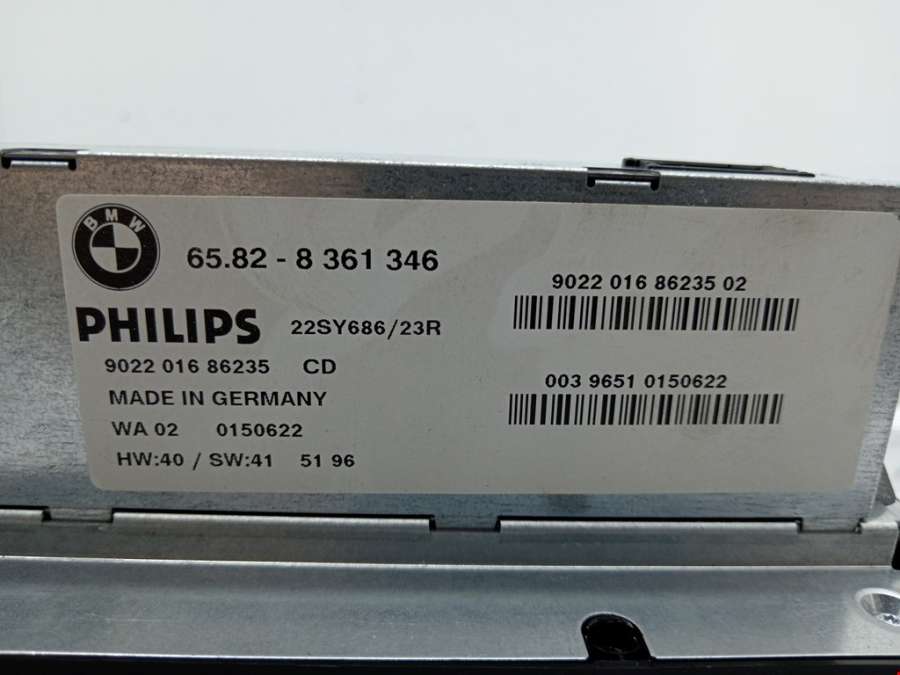 BMW
65.82 - 8 361 346
PHILIPS 22SY686/23R
9022 016 86235 CD
MADE IN GERMANY
WA 02 0150622
HW:40 / SW:41 51 96
9022 016 86235 02
003 9651 0150622